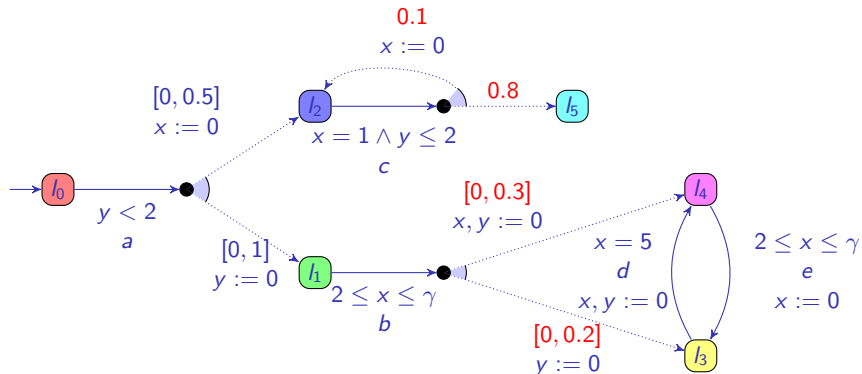 0.1
x := 0
[0, 0.5]
x := 0
l2
0.8
l5
x = 1 ∧ y ≤ 2
c
l0
y < 2
a
[0, 0.3]
x, y := 0
l4
[0, 1]
y := 0
l1
2 ≤ x ≤ γ
b
x = 5
d
x, y := 0
2 ≤ x ≤ γ
e
x := 0
[0, 0.2]
y := 0
l3